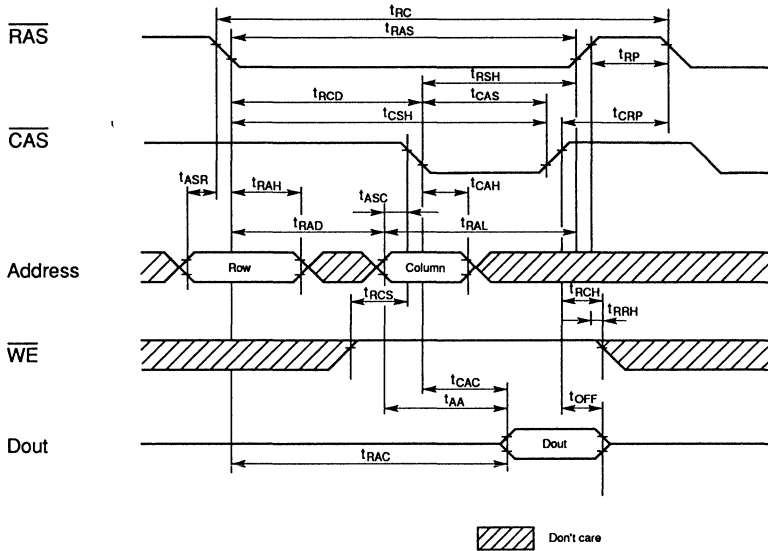 tRC
RAS
tRAS
tRP
tRSH
tRCD
tCAS
tCSH
tCRP
CAS
tASR
tRAH
tASC
tCAH
tRAD
tRAL
Address
Row
Column
tRCS
tRCH
tRRH
WE
tCAC
tAA
tOFF
Dout
Dout
tRAC
Don't care